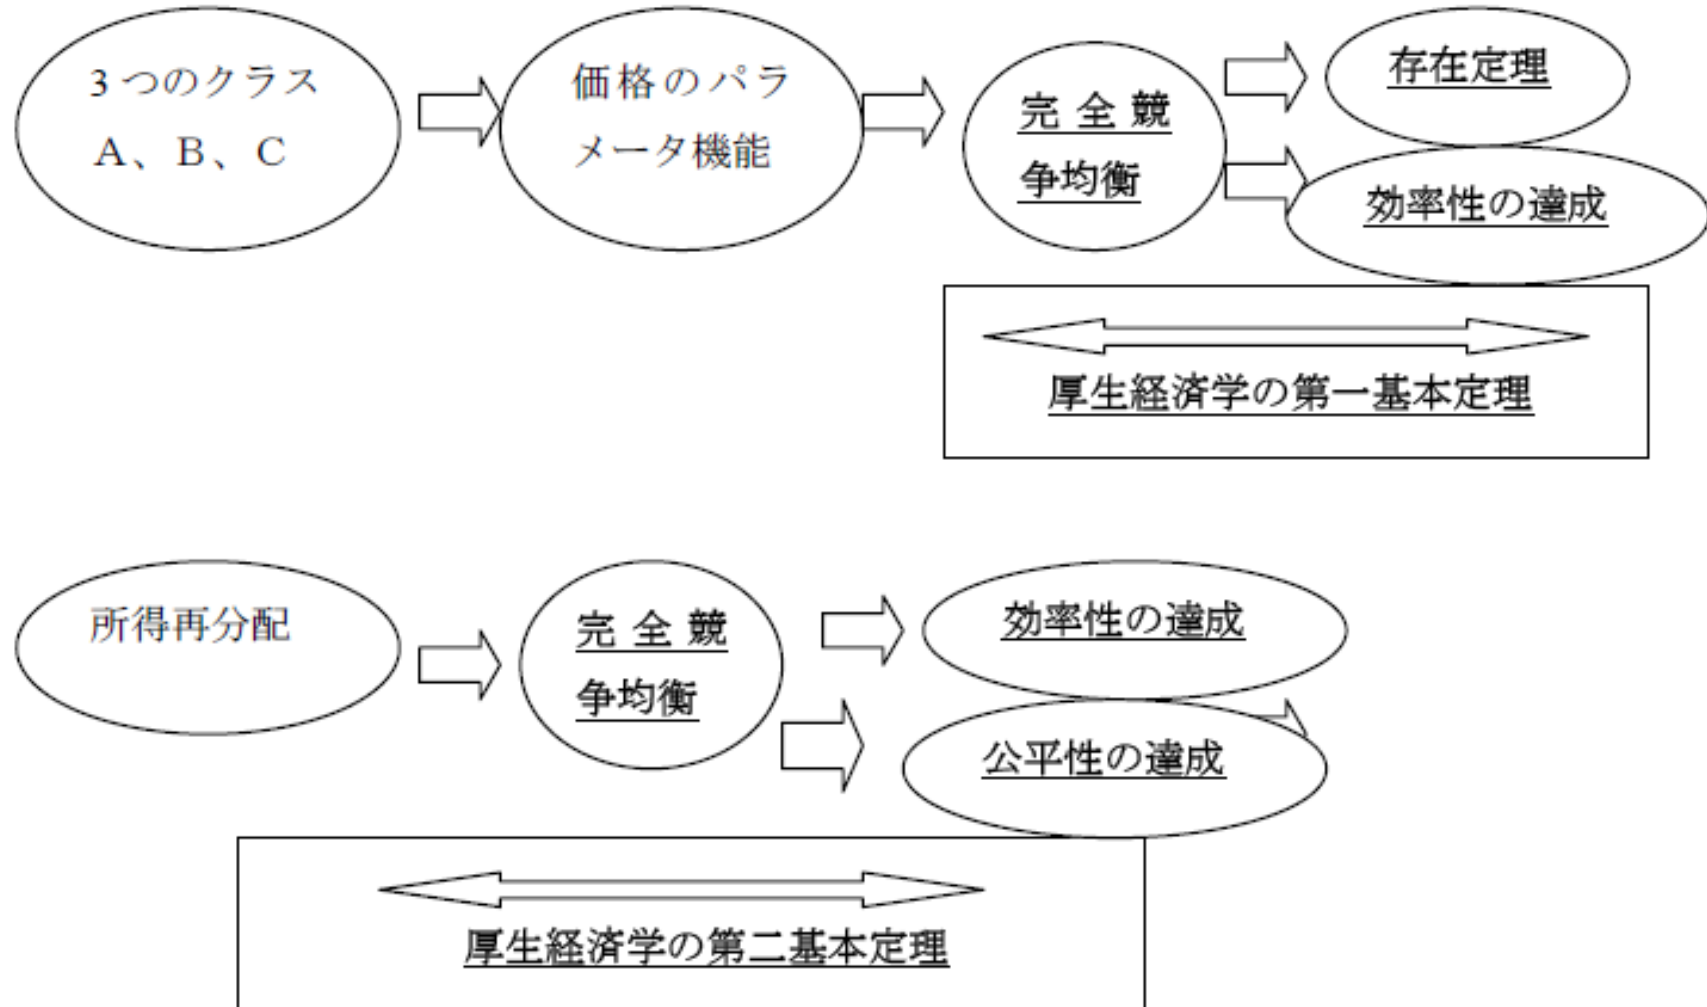 3つのクラス
A、B、C
価格のパラ
メータ機能
完全競
争均衡
存在定理
効率性の達成
厚生経済学の第一基本定理
所得再分配
完全競
争均衡
効率性の達成
公平性の達成
厚生経済学の第二基本定理